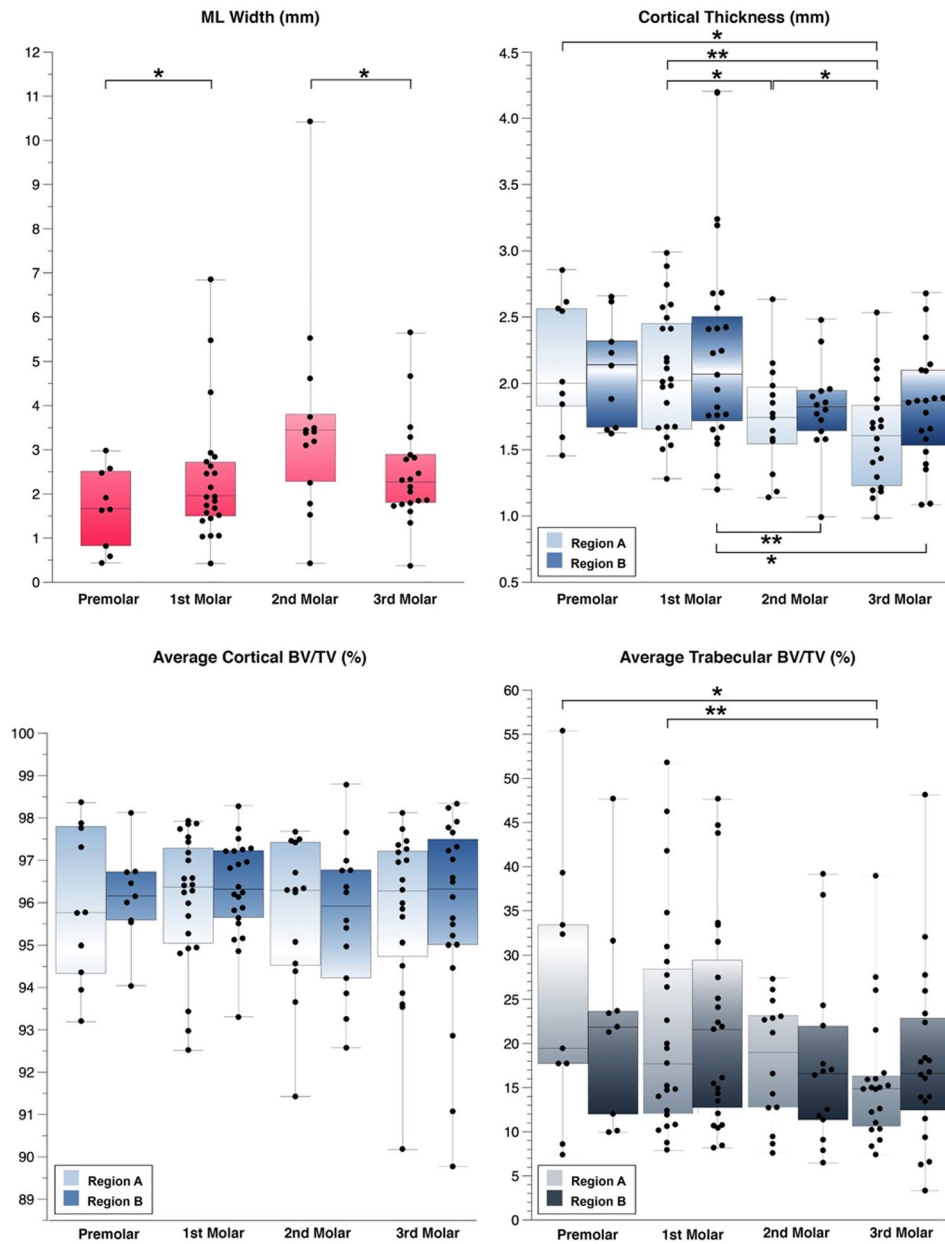 ML Width (mm)
12
11
10
9
8
7
6
5
4
3
2
1
0
*
*
Premolar
1st Molar
2nd Molar
3rd Molar
Cortical Thickness (mm)
4.5
4.0
3.5
3.0
2.5
2.0
1.5
1.0
0.5
*
**
*
*
**
*
Region A
Region B
Premolar
1st Molar
2nd Molar
3rd Molar
Average Cortical BV/TV (%)
100
99
98
97
96
95
94
93
92
91
90
89
Region A
Region B
Premolar
1st Molar
2nd Molar
3rd Molar
Average Trabecular BV/TV (%)
60
55
50
45
40
35
30
25
20
15
10
5
0
*
**
Region A
Region B
Premolar
1st Molar
2nd Molar
3rd Molar